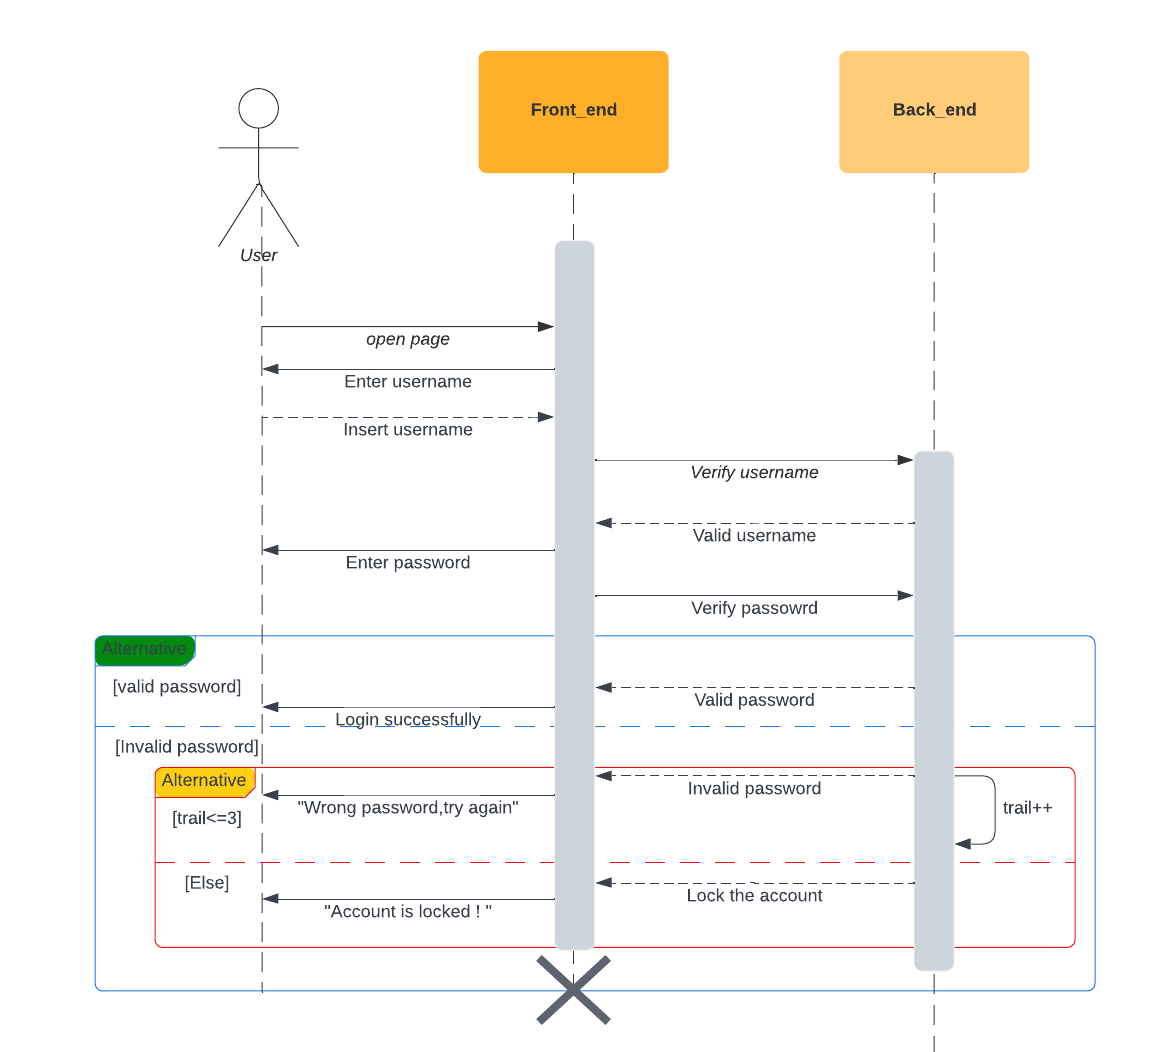 Front_end
Back_end
User
open page
Enter username
Insert username
Verify username
Valid username
Enter password
Verify passowrd
Alternative
[valid password]
Valid password
Login successfully
[Invalid password]
Alternative
Invalid password
"Wrong password,try again"
trail++
[trail<=3]
[Else]
Lock the account
"Account is locked ! "